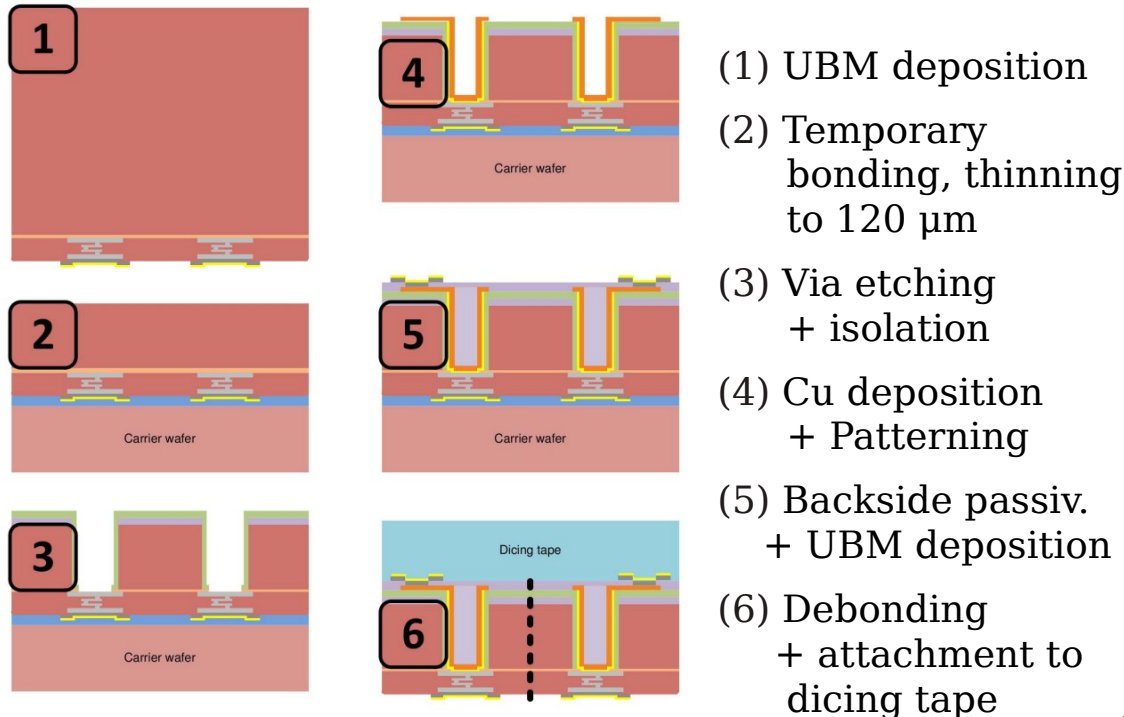 1
2
Carrier wafer
3
Carrier wafer
4
Carrier wafer
5
Carrier wafer
Dicing tape
6
(1) UBM deposition
(2) Temporary
bonding, thinning
to 120 µm
(3) Via etching
+ isolation
(4) Cu deposition
+ Patterning
(5) Backside passiv.
+ UBM deposition
(6) Debonding
+ attachment to
dicing tape